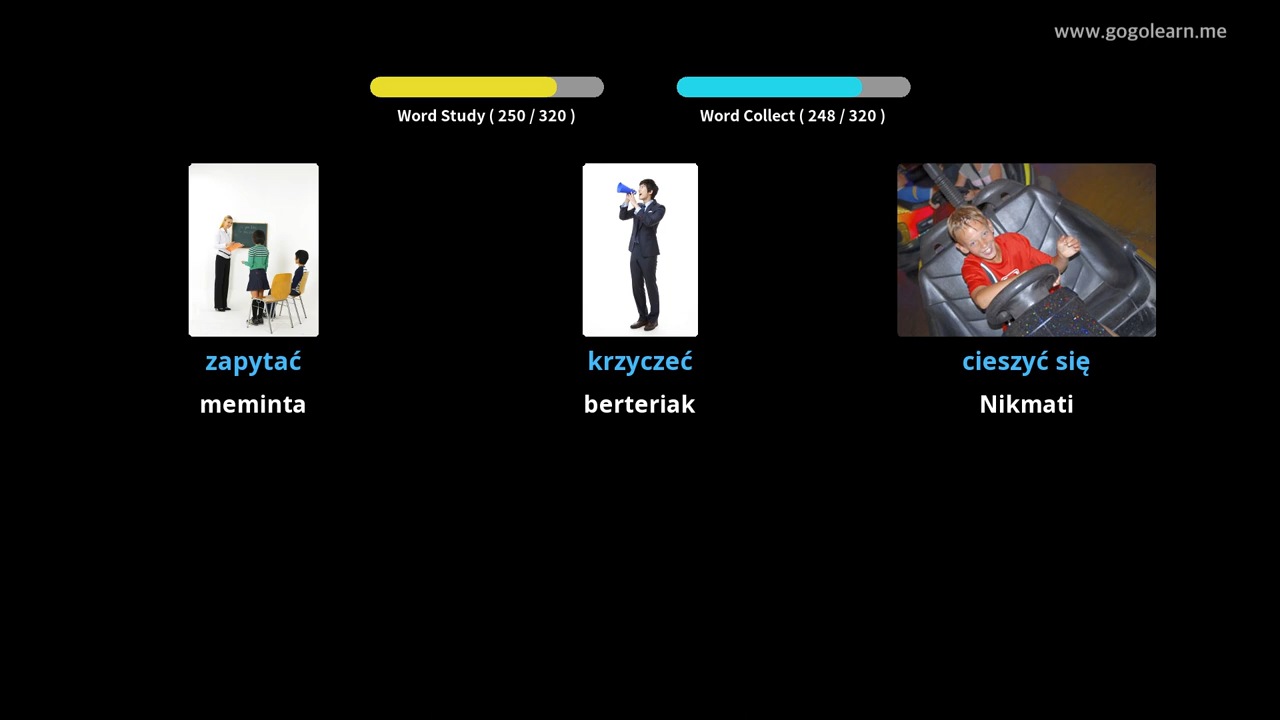 www.gogolearn.me
Word Study ( 250 / 320 )
Word Collect ( 248 / 320 )
zapytać
krzyczeć
cieszyć się
meminta
berteriak
Nikmati